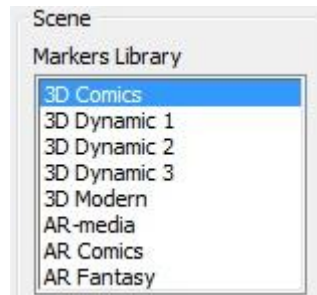 Scene
Markers Library
3D Comics
3D Dynamic 1
3D Dynamic 2
3D Dynamic 3
3D Modern
AR-media
AR Comics
AR Fantasy